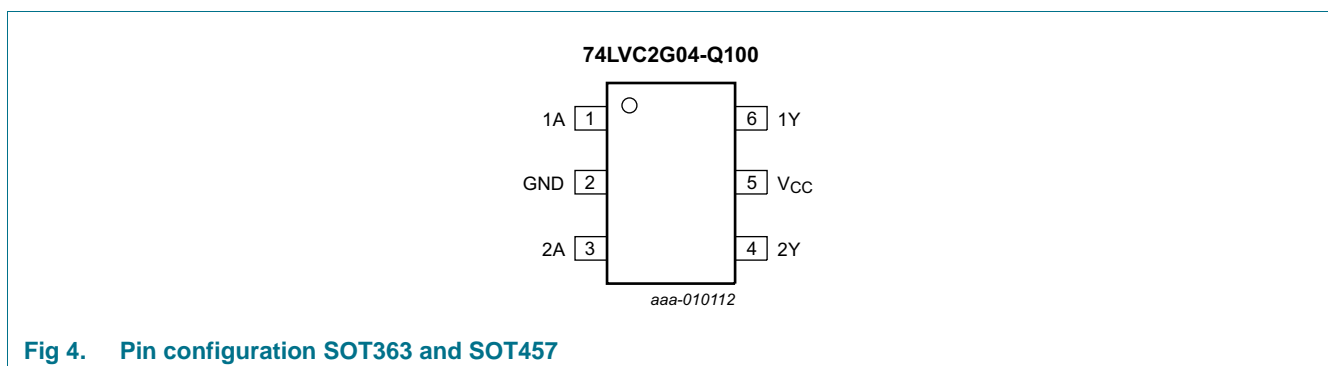 74LVC2G04-Q100
1A 1 6 1Y
GND 2 5 VCC
2A 3 4 2Y
aaa-010112
Fig 4. Pin configuration SOT363 and SOT457